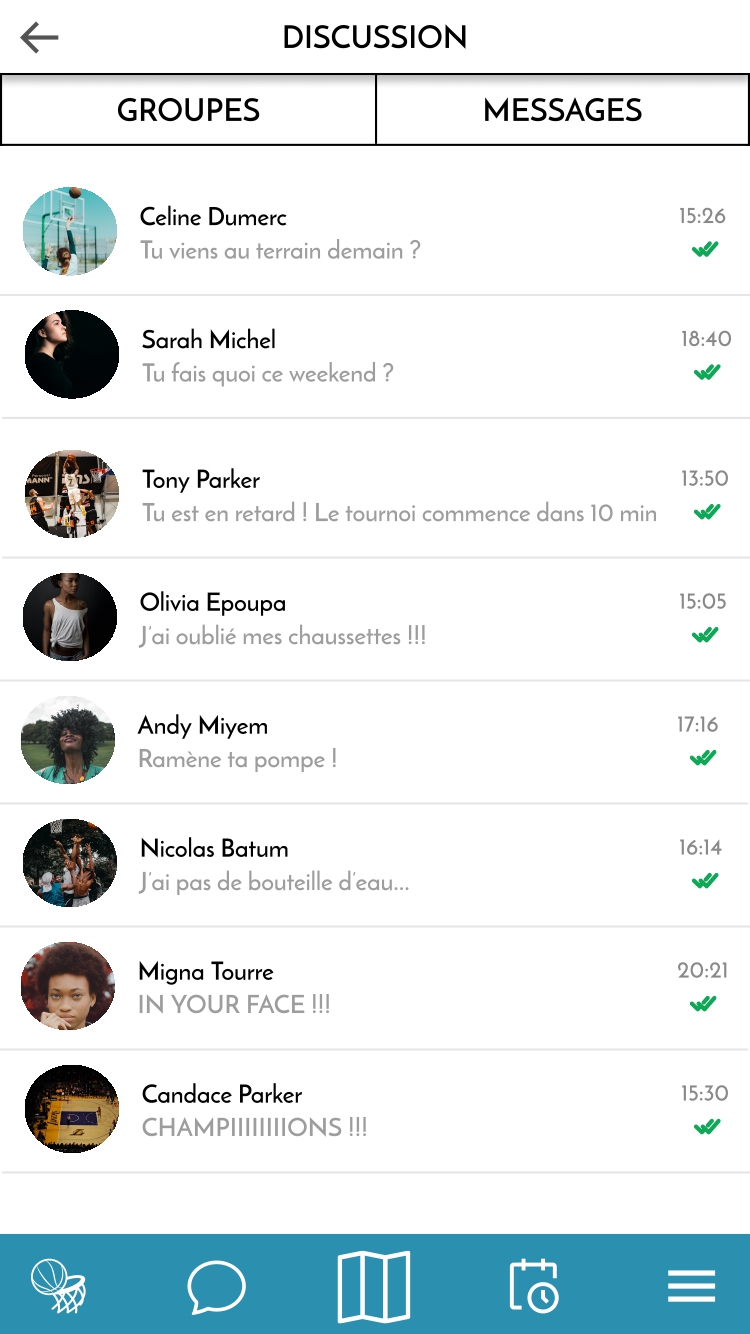 DISCUSSION
GROUPES
MESSAGES
Celine Dumerc
15:26
Tu viens au terrain demain ?
Sarah Michel
18:40
Tu fais quoi ce weekend ?
Tony Parker
13:50
Tu est en retard ! Le tournoi commence dans 10 min
Olivia Epoupa
15:05
J'ai oublié mes chaussettes !!!
Andy Miyem
17:16
Ramène ta pompe !
Nicolas Batum
16:14
J'ai pas de bouteille d'eau...
Migna Tourre
20:21
IN YOUR FACE !!!
Candace Parker
15:30
CHAMPIIIIIIIIIONS !!!